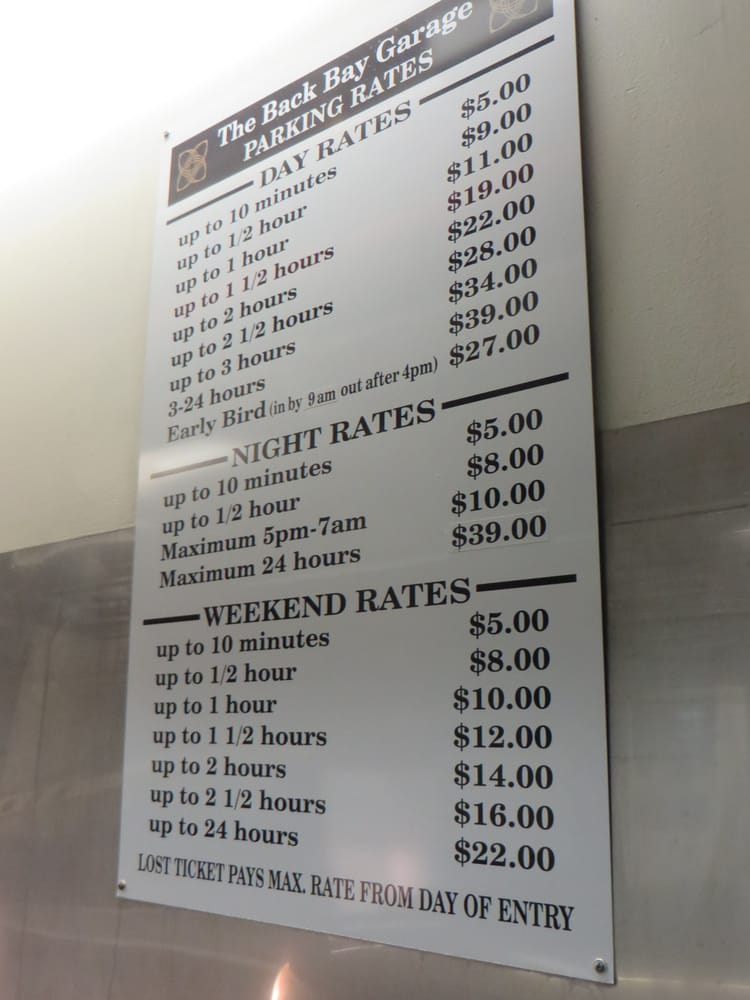 The Back Bay Garage
PARKING RATES
DAY RATES
up to 10 minutes $5.00
up to 1/2 hour $9.00
up to 1 hour $11.00
up to 1 1/2 hours $19.00
up to 2 hours $22.00
up to 2 1/2 hours $28.00
up to 3 hours $34.00
3-24 hours $39.00
Early Bird (in by 9am out after 4pm) $27.00
NIGHT RATES
up to 10 minutes $5.00
up to 1/2 hour $8.00
Maximum 5pm-7am $10.00
Maximum 24 hours $39.00
WEEKEND RATES
up to 10 minutes $5.00
up to 1/2 hour $8.00
up to 1 hour $10.00
up to 1 1/2 hours $12.00
up to 2 hours $14.00
up to 2 1/2 hours $16.00
up to 24 hours $22.00
LOST TICKET PAYS MAX. RATE FROM DAY OF ENTRY